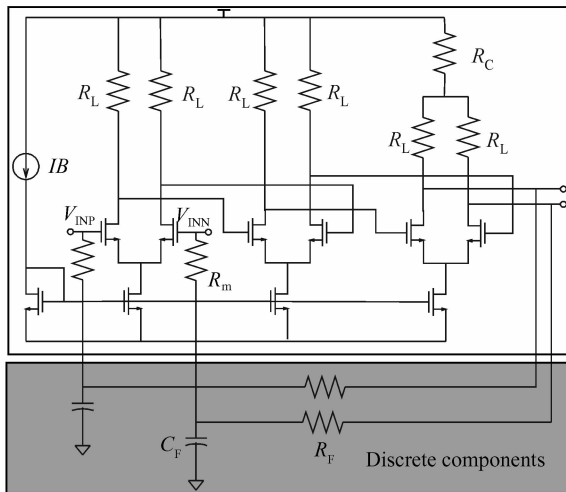 R_C
R_L R_L R_L R_L
R_L R_L
IB
V_INP V_INN
R_m
C_F R_F
Discrete components